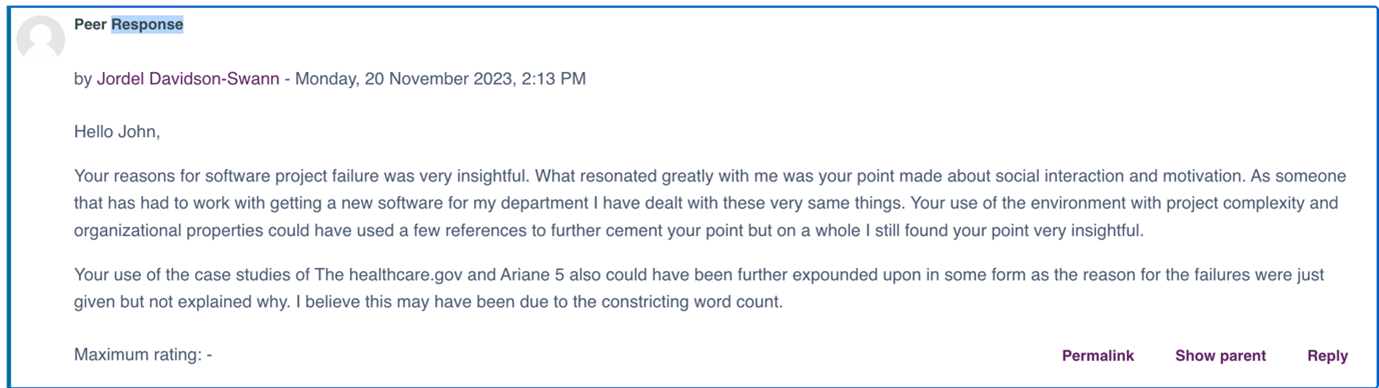 Peer Response
by Jordel Davidson-Swann - Monday, 20 November 2023, 2:13 PM
Hello John,
Your reasons for software project failure was very insightful. What resonated greatly with me was your point made about social interaction and motivation. As someone
that has had to work with getting a new software for my department I have dealt with these very same things. Your use of the environment with project complexity and
organizational properties could have used a few references to further cement your point but on a whole I still found your point very insightful.
Your use of the case studies of The healthcare.gov and Ariane 5 also could have been further expounded upon in some form as the reason for the failures were just
given but not explained why. I believe this may have been due to the constricting word count.
Maximum rating: -
Permalink Show parent Reply